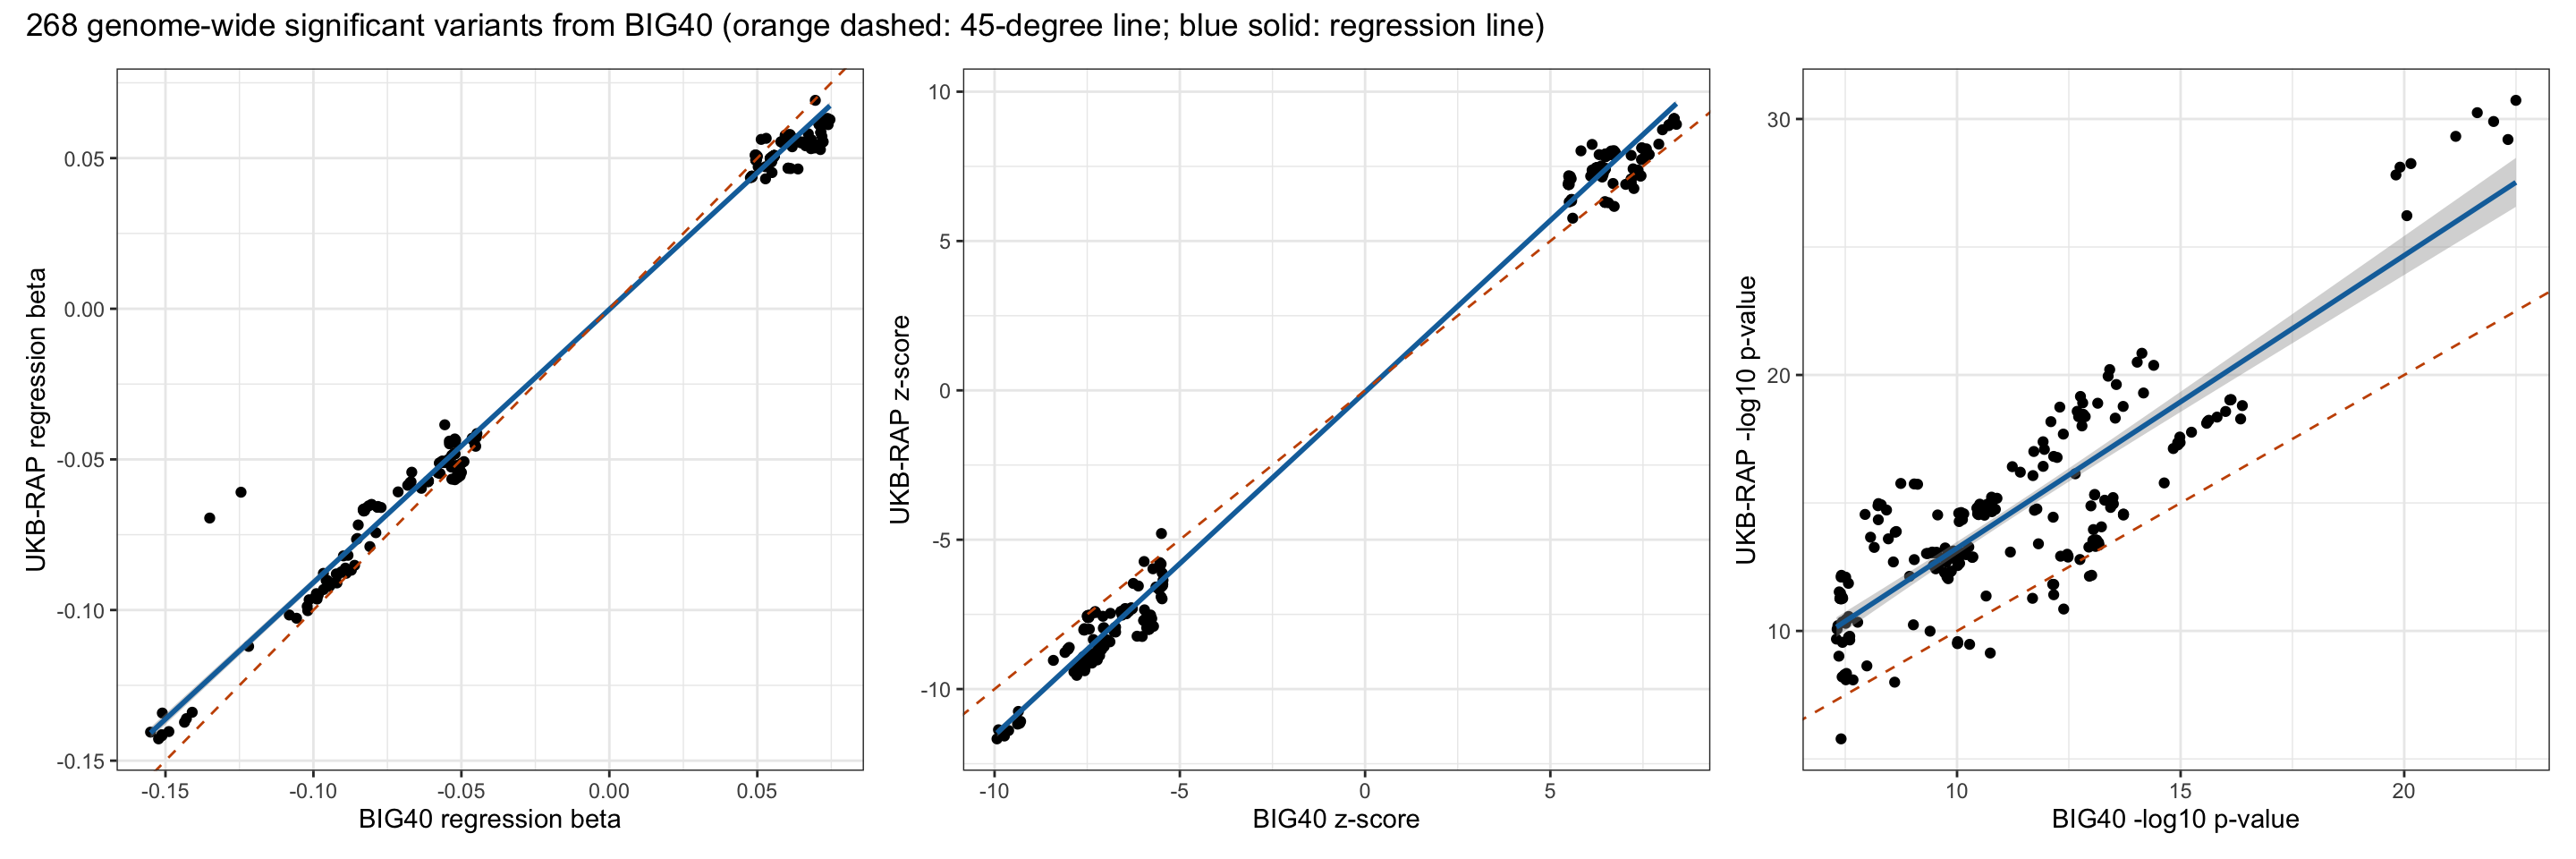 268 genome-wide significant variants from BIG40 (orange dashed: 45-degree line; blue solid: regression line)
UKB-RAP regression beta
0.05
0.00
-0.05
-0.10
-0.15
-0.15 -0.10 -0.05 0.00 0.05
BIG40 regression beta
UKB-RAP z-score
10
5
0
-5
-10
-10 -5 0 5
BIG40 z-score
UKB-RAP -log10 p-value
30
20
10
10 15 20
BIG40 -log10 p-value